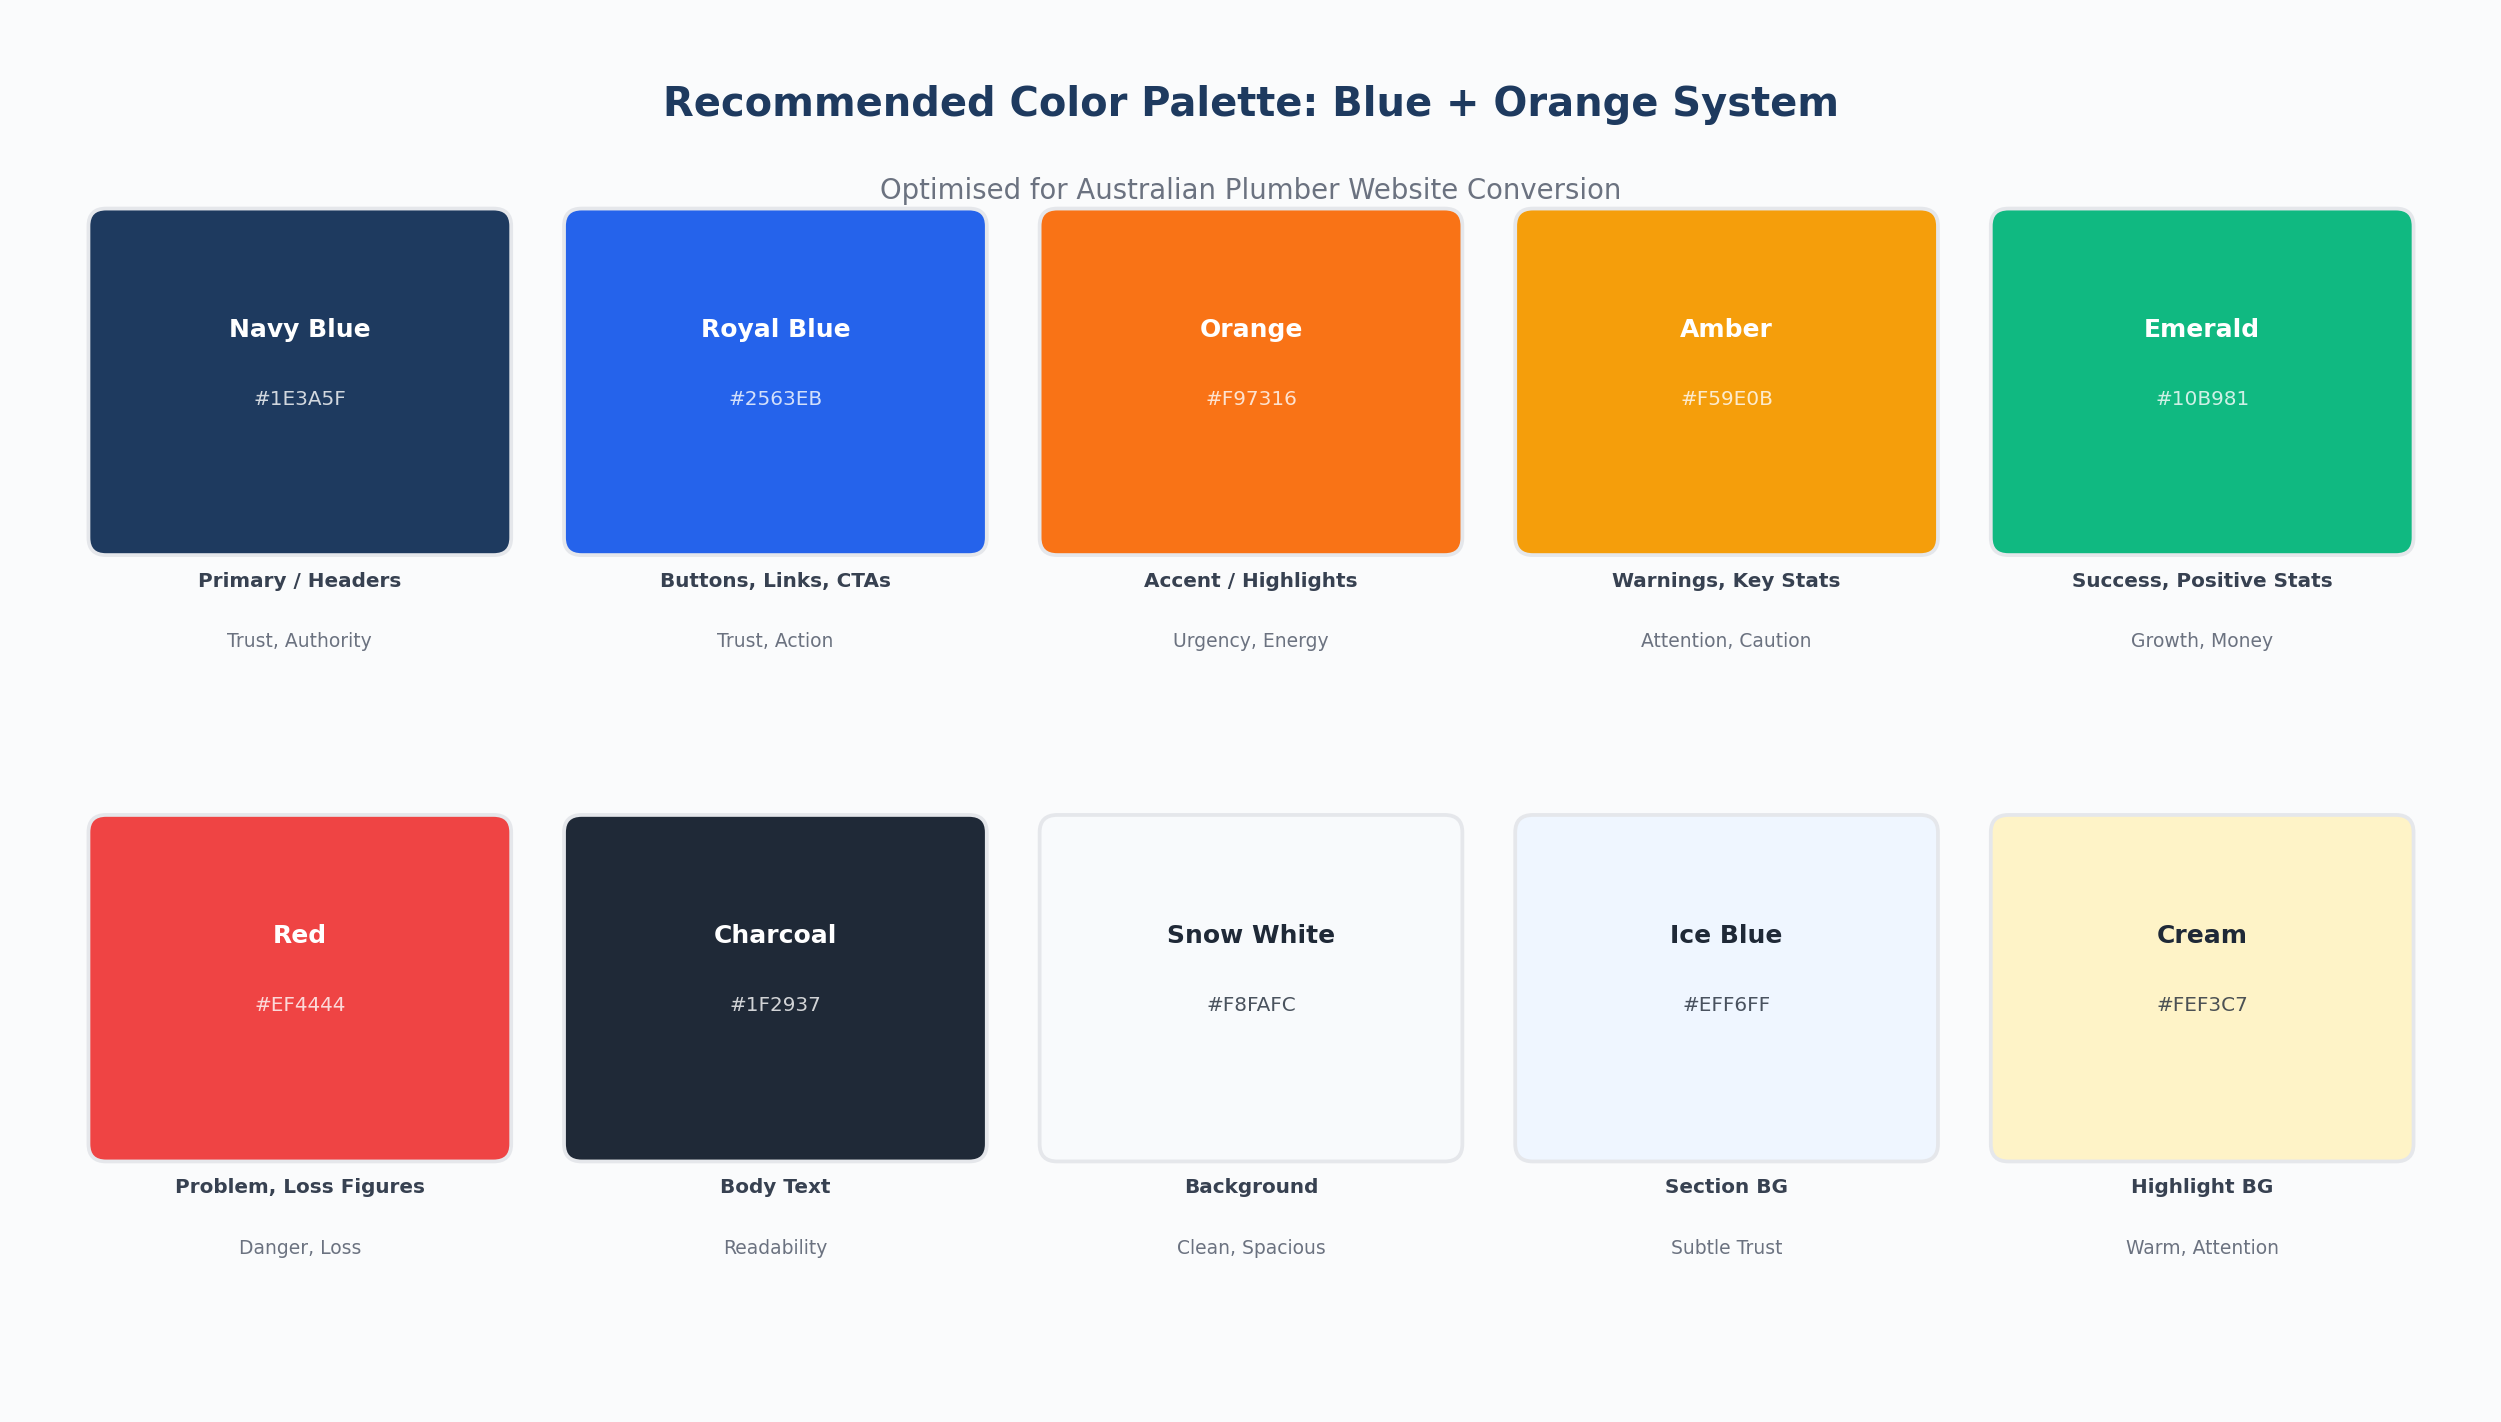 Recommended Color Palette: Blue + Orange System
Optimised for Australian Plumber Website Conversion
Navy Blue
#1E3A5F
Primary / Headers
Trust, Authority
Royal Blue
#2563EB
Buttons, Links, CTAs
Trust, Action
Orange
#F97316
Accent / Highlights
Urgency, Energy
Amber
#F59E0B
Warnings, Key Stats
Attention, Caution
Emerald
#10B981
Success, Positive Stats
Growth, Money
Red
#EF4444
Problem, Loss Figures
Danger, Loss
Charcoal
#1F2937
Body Text
Readability
Snow White
#F8FAFC
Background
Clean, Spacious
Ice Blue
#EFF6FF
Section BG
Subtle Trust
Cream
#FEF3C7
Highlight BG
Warm, Attention